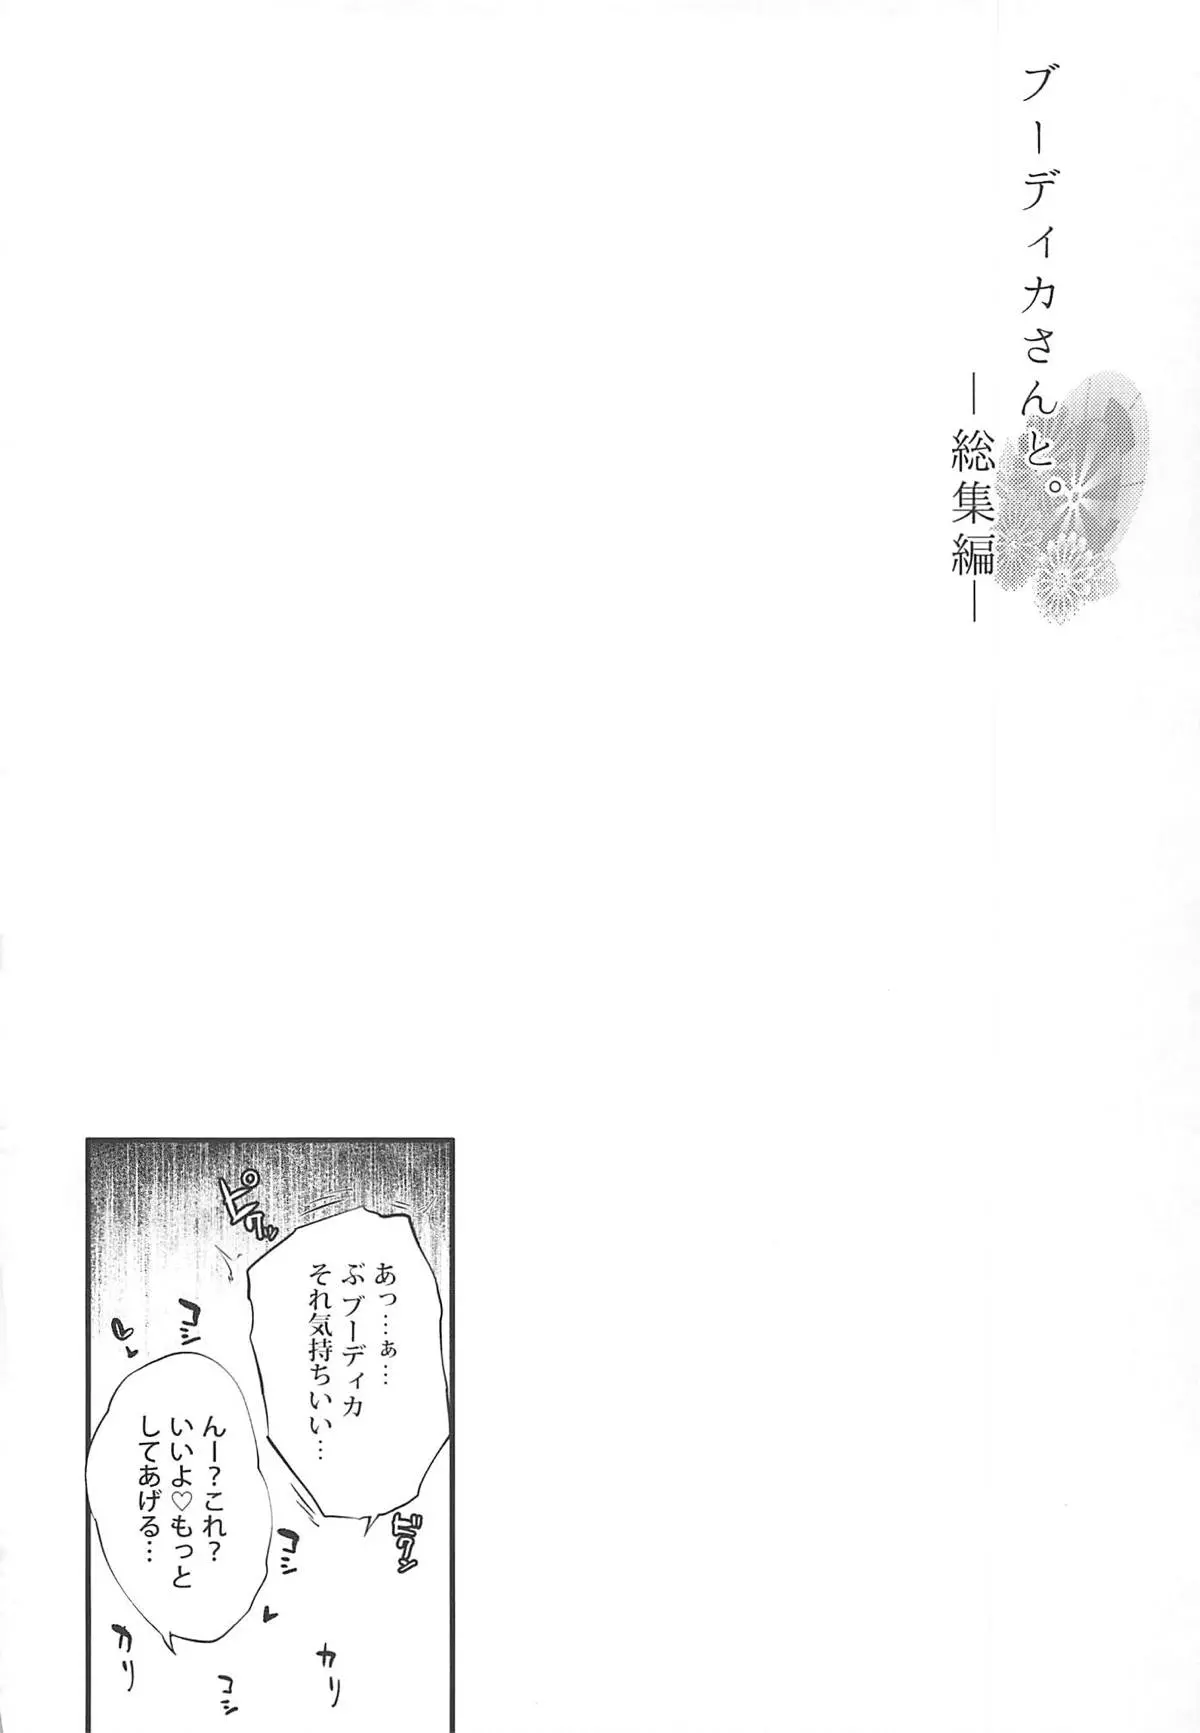 ブーディカさんと。
―総集編―
あっ…ぁ…
ぶブーディカ
それ気持ちいい…
ピクッ
コシ
んー?これ?
いいよ♡もっと
してあげる…
ゴクン
コシ
カリ
コシ
カリ